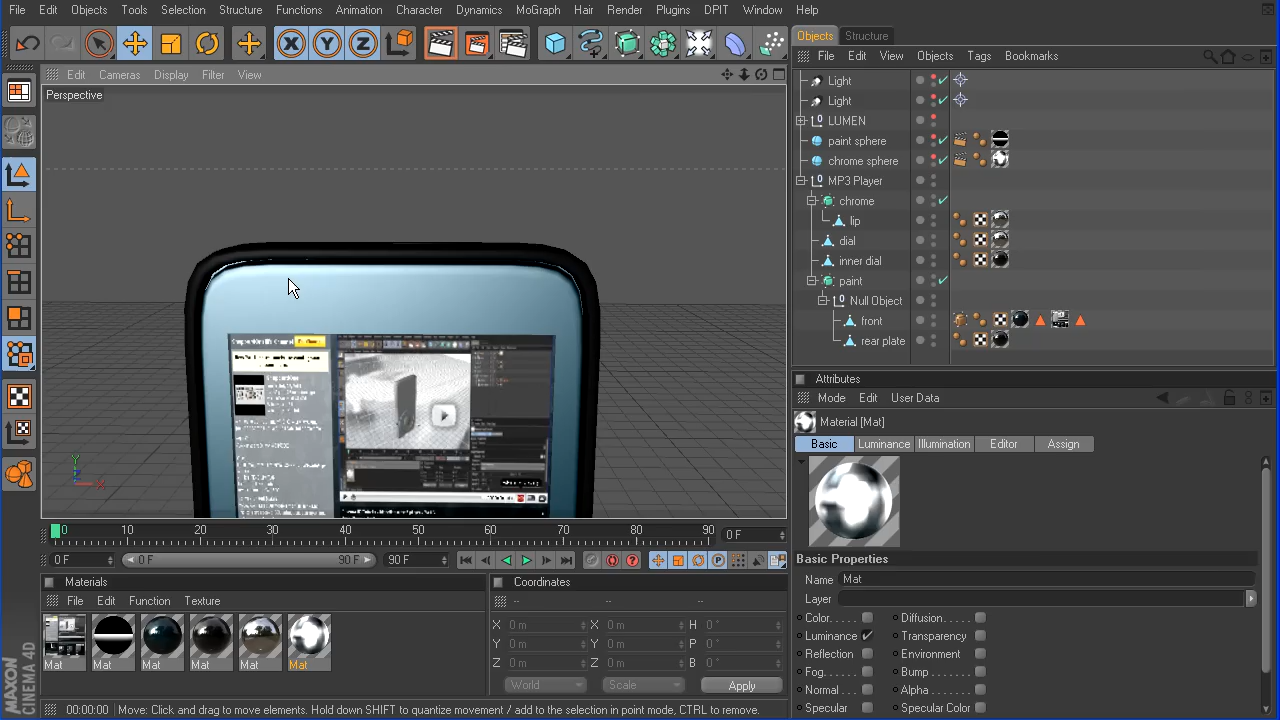 File Edit Objects Tools Selection Structure Functions Animation Character Dynamics MoGraph Hair Render Plugins DPIT Window Help
Objects Structure
File Edit View Objects Tags Bookmarks
Edit Cameras Display Filter View
Perspective
Light
Light
LUMEN
paint sphere
chrome sphere
MP3 Player
chrome
lip
dial
inner dial
paint
Null Object
front
rear plate
Attributes
Mode Edit User Data
Material [Mat]
Basic Luminance Illumination Editor Assign
Basic Properties
Name Mat
Layer
Color Diffusion
Luminance Transparency
Reflection Environment
Fog Bump
Normal Alpha
Specular Specular Color
0 10 20 30 40 50 60 70 80 90 0 F
0 F 0 F 90 F 90 F
Materials
File Edit Function Texture
Mat Mat Mat Mat Mat Mat
Coordinates
-- -- --
X 0 m X 0 m H 0 °
Y 0 m Y 0 m P 0 °
Z 0 m Z 0 m B 0 °
World Scale Apply
MAXON
CINEMA 4D
00:00:00 Move: Click and drag to move elements. Hold down SHIFT to quantize movement / add to the selection in point mode, CTRL to remove.